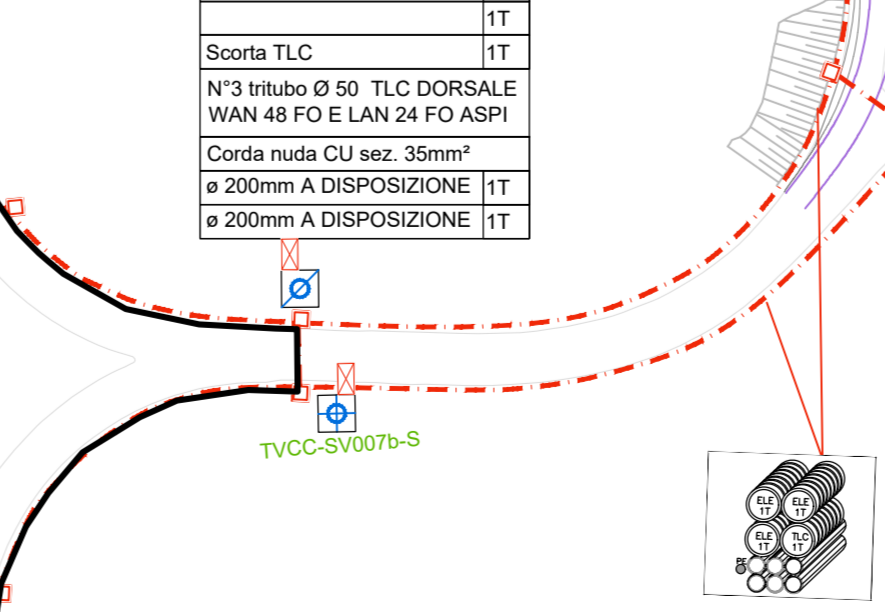 1T
Scorta TLC 1T
N°3 tritubo Ø 50 TLC DORSALE
WAN 48 FO E LAN 24 FO ASPI
Corda nuda CU sez. 35mm²
ø 200mm A DISPOSIZIONE 1T
ø 200mm A DISPOSIZIONE 1T
TVCC-SV007b-S
ELE
1T
ELE
1T
ELE
1T
TLC
1T